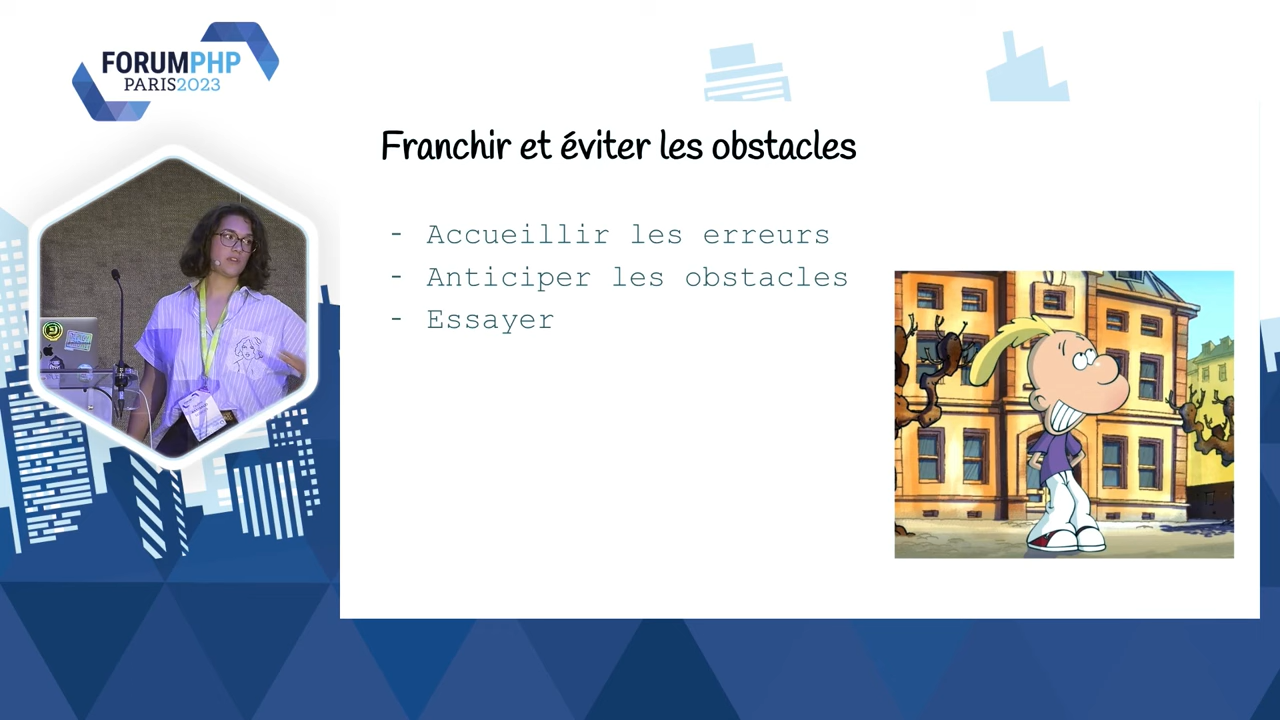 FORUMPHP
PARIS2023
Franchir et éviter les obstacles
- Accueillir les erreurs
- Anticiper les obstacles
- Essayer